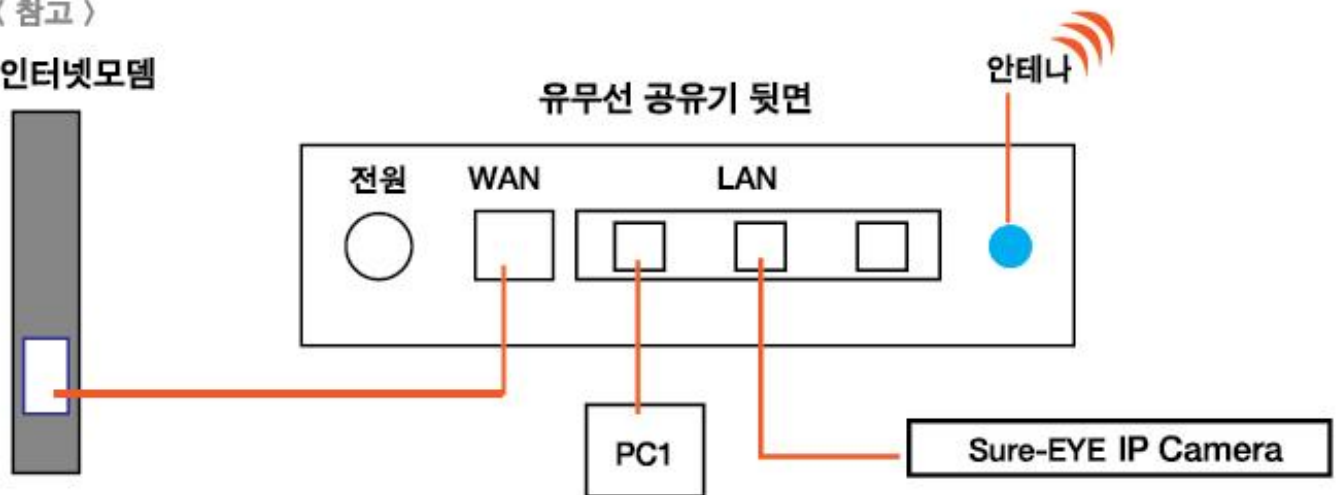 〈 참고 〉
인터넷모뎀
안테나
유무선 공유기 뒷면
전원
WAN
LAN
PC1
Sure-EYE IP Camera